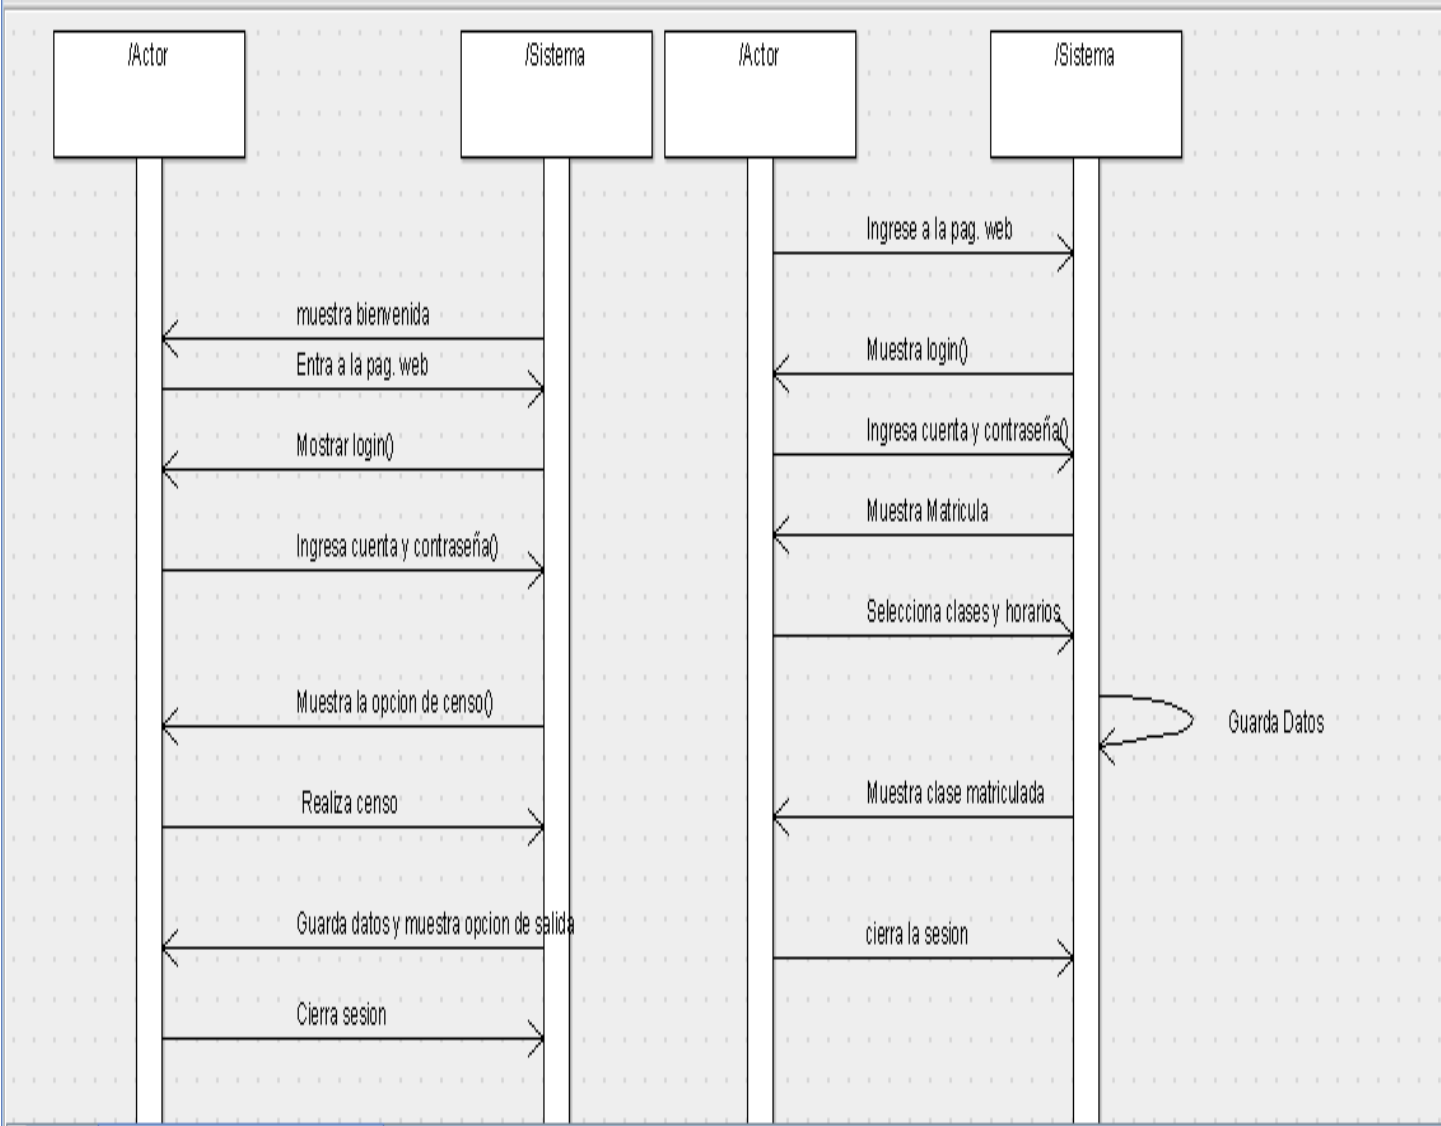 /Actor
/Sistema
/Actor
/Sistema
muestra bienvenida
Entra a la pag. web
Mostrar login()
Ingresa cuenta y contraseña()
Muestra la opcion de censo()
Realiza censo
Guarda datos y muestra opcion de salida
Cierra sesion
Ingrese a la pag. web
Muestra login()
Ingresa cuenta y contraseña()
Muestra Matricula
Selecciona clases y horarios
Guarda Datos
Muestra clase matriculada
cierra la sesion